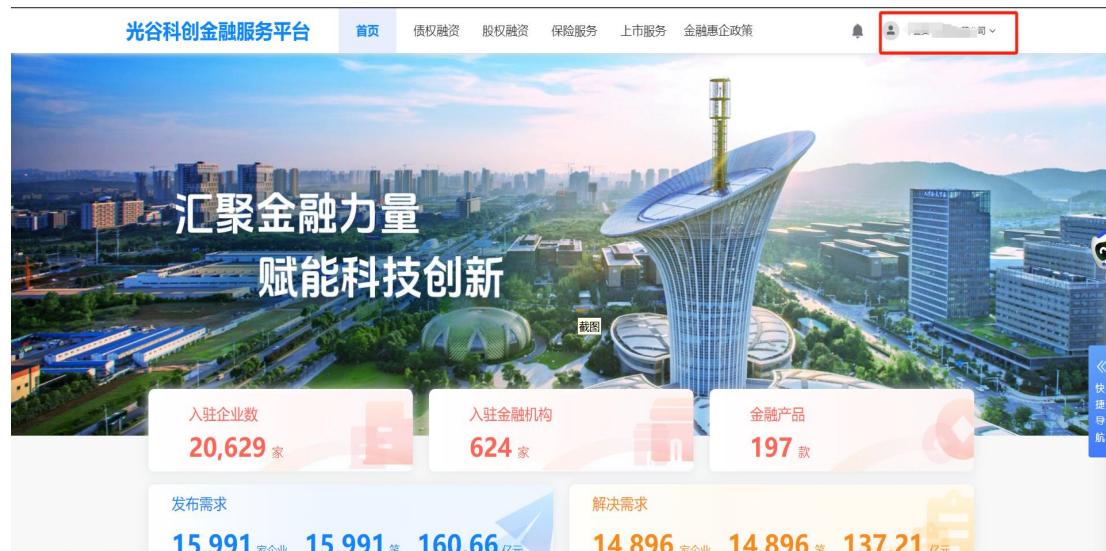 光谷科创金融服务平台 首页 债权融资 股权融资 保险服务 上市服务 金融惠企政策 司
汇聚金融力量
赋能科技创新
截图
快捷导航
入驻企业数 入驻金融机构 金融产品
20,629 家 624 家 197 款
发布需求 解决需求
15,991 家企业 15,991 笔 160.66 亿元 14,896 家企业 14,896 笔 137.21 亿元